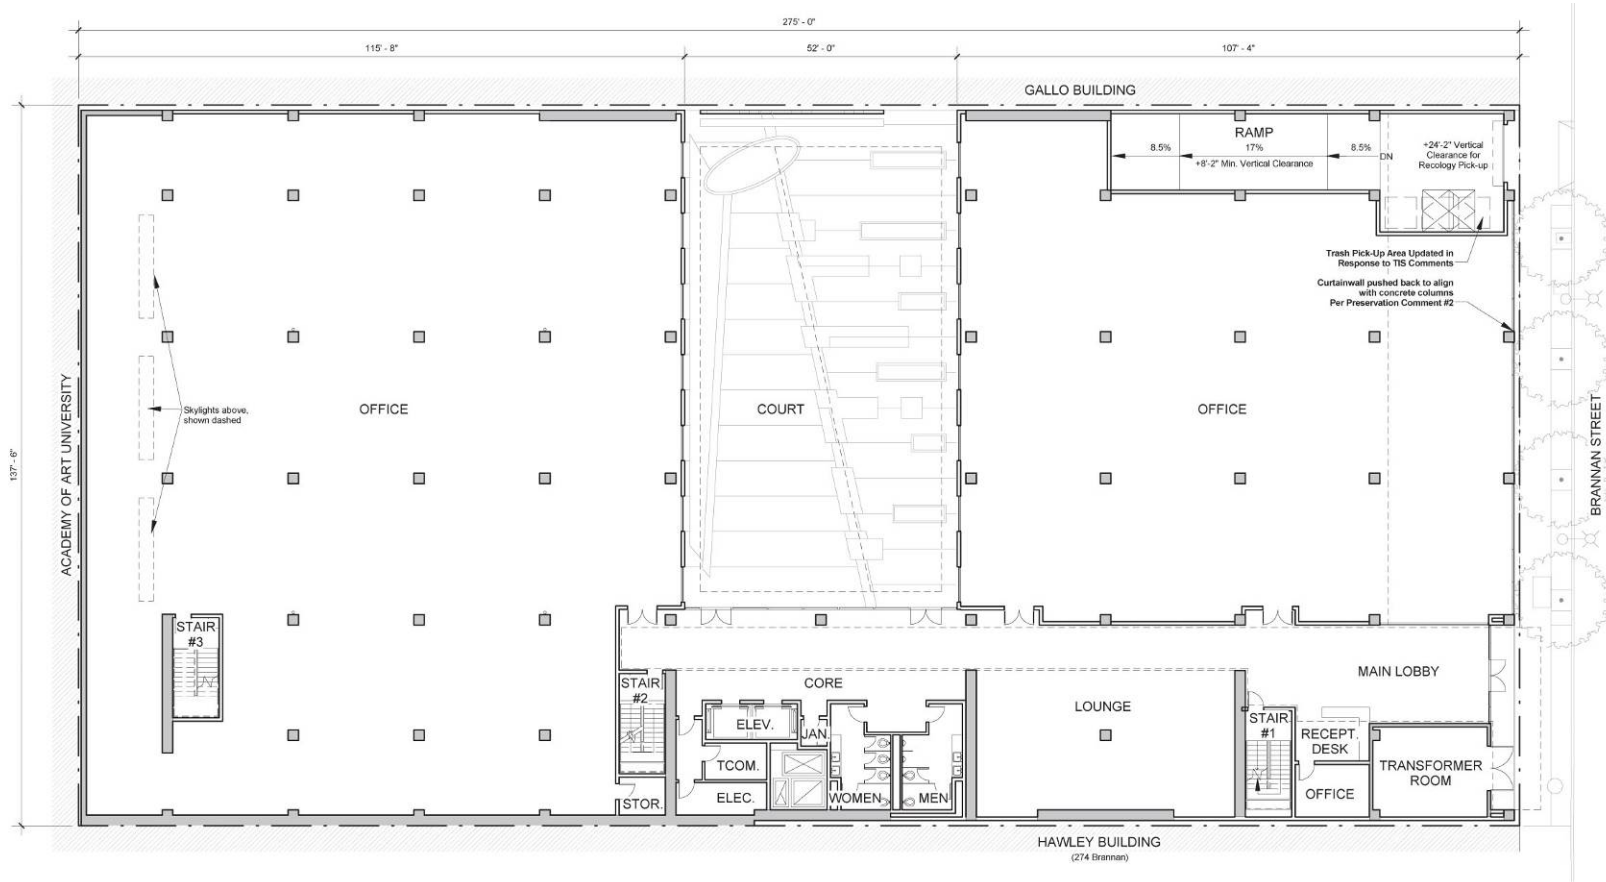 275' - 0"
115' - 8"
52' - 0"
107' - 4"
GALLO BUILDING
RAMP
8.5%
17%
8.5%
DN
+8'-2" Min. Vertical Clearance
+24'-2" Vertical
Clearance for
Recology Pick-up
Trash Pick-Up Area Updated in
Response to TIS Comments
Curtainwall pushed back to align
with concrete columns
Per Preservation Comment #2
137' - 6"
ACADEMY OF ART UNIVERSITY
Skylights above,
shown dashed
OFFICE
COURT
OFFICE
BRANNAN STREET
STAIR
#3
STAIR
#2
CORE
ELEV.
JAN.
TCOM.
ELEC.
STOR.
WOMEN
MEN
LOUNGE
MAIN LOBBY
STAIR
#1
RECEPT.
DESK
OFFICE
TRANSFORMER
ROOM
HAWLEY BUILDING
(274 Brannan)